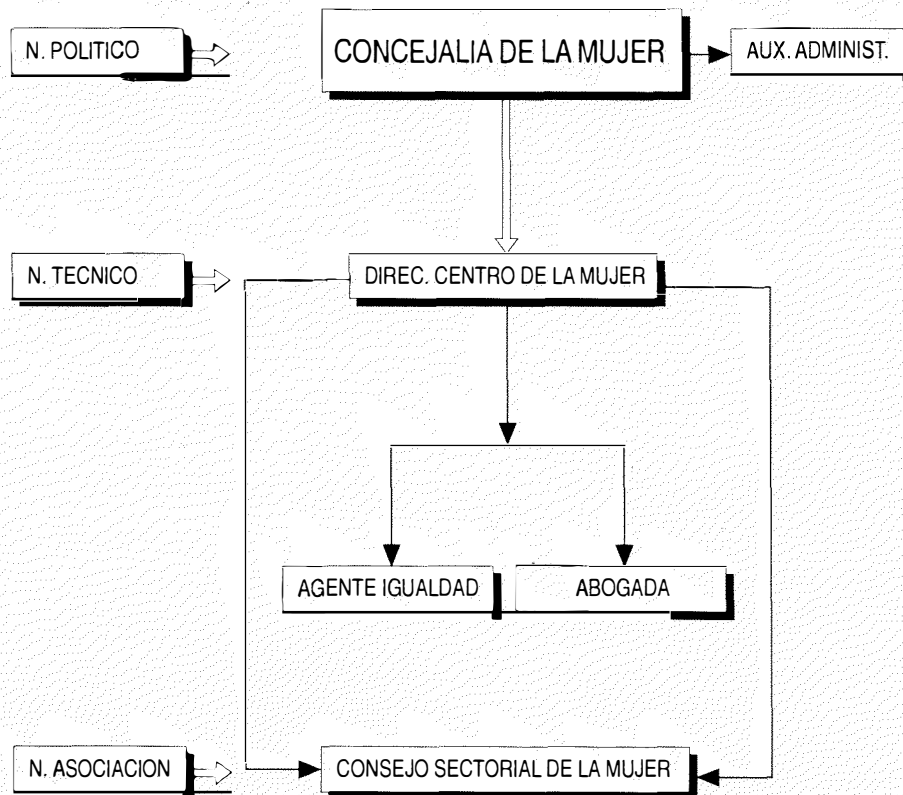 N. POLITICO
CONCEJALIA DE LA MUJER
AUX. ADMINIST.
N. TECNICO
DIREC. CENTRO DE LA MUJER
AGENTE IGUALDAD
ABOGADA
N. ASOCIACION
CONSEJO SECTORIAL DE LA MUJER